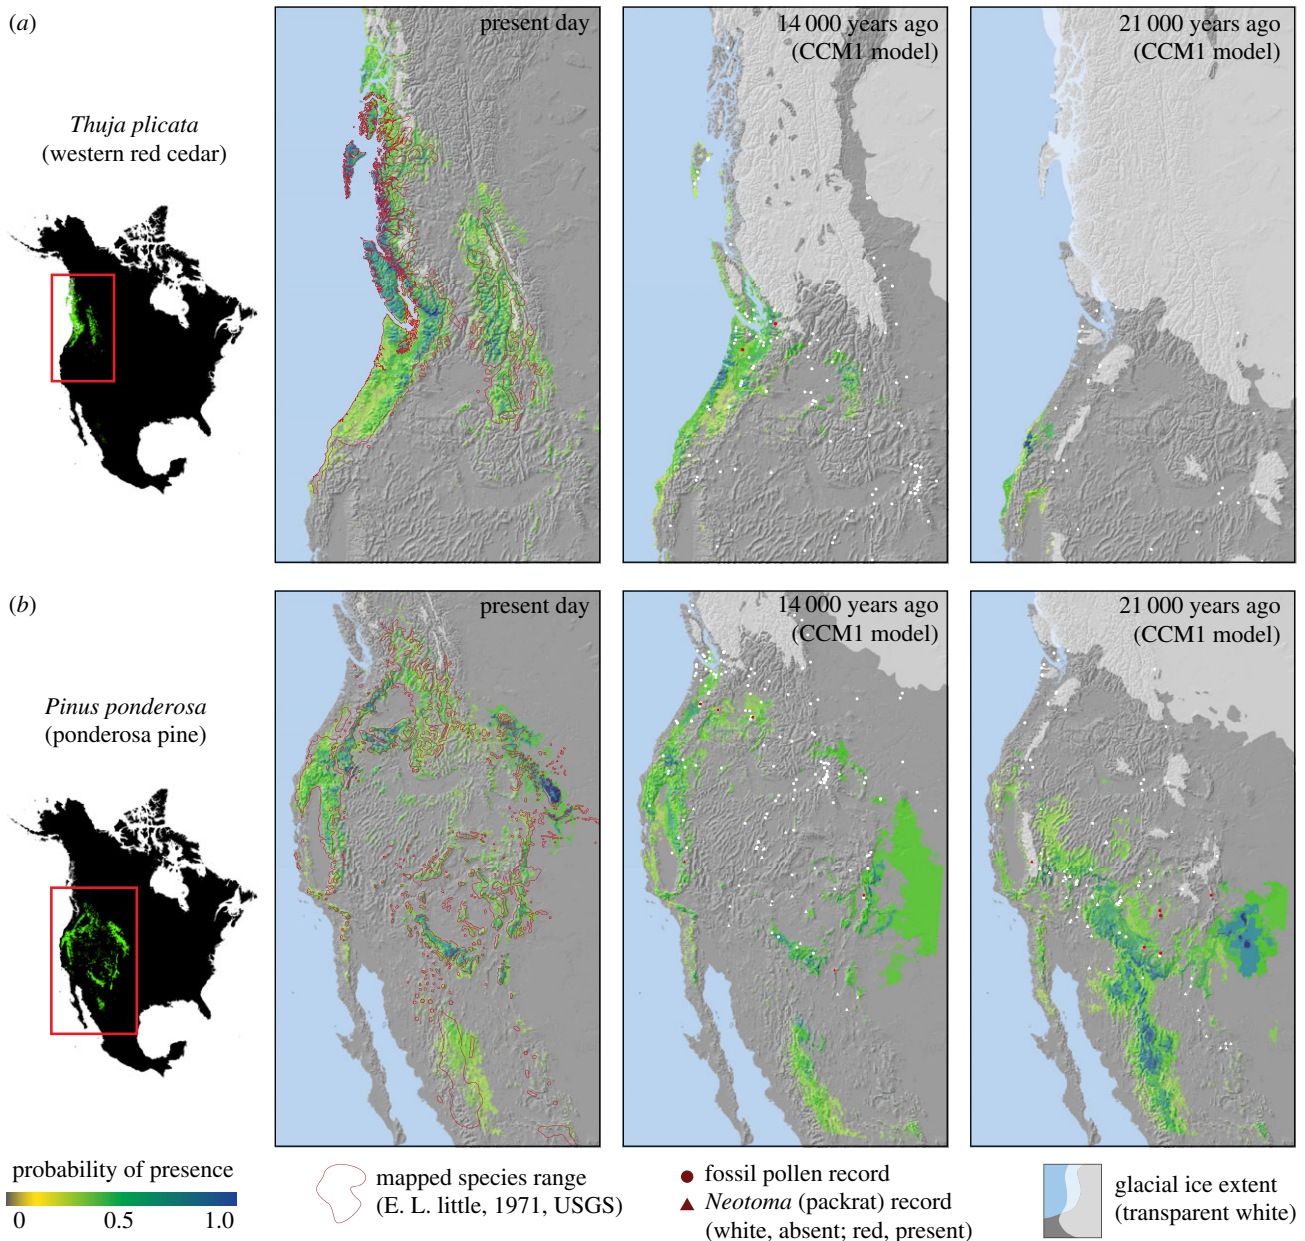 (a)
present day
14 000 years ago
(CCM1 model)
21 000 years ago
(CCM1 model)
Thuja plicata
(western red cedar)
(b)
present day
14 000 years ago
(CCM1 model)
21 000 years ago
(CCM1 model)
Pinus ponderosa
(ponderosa pine)
probability of presence
0 0.5 1.0
mapped species range
(E. L. little, 1971, USGS)
fossil pollen record
Neotoma (packrat) record
(white, absent; red, present)
glacial ice extent
(transparent white)